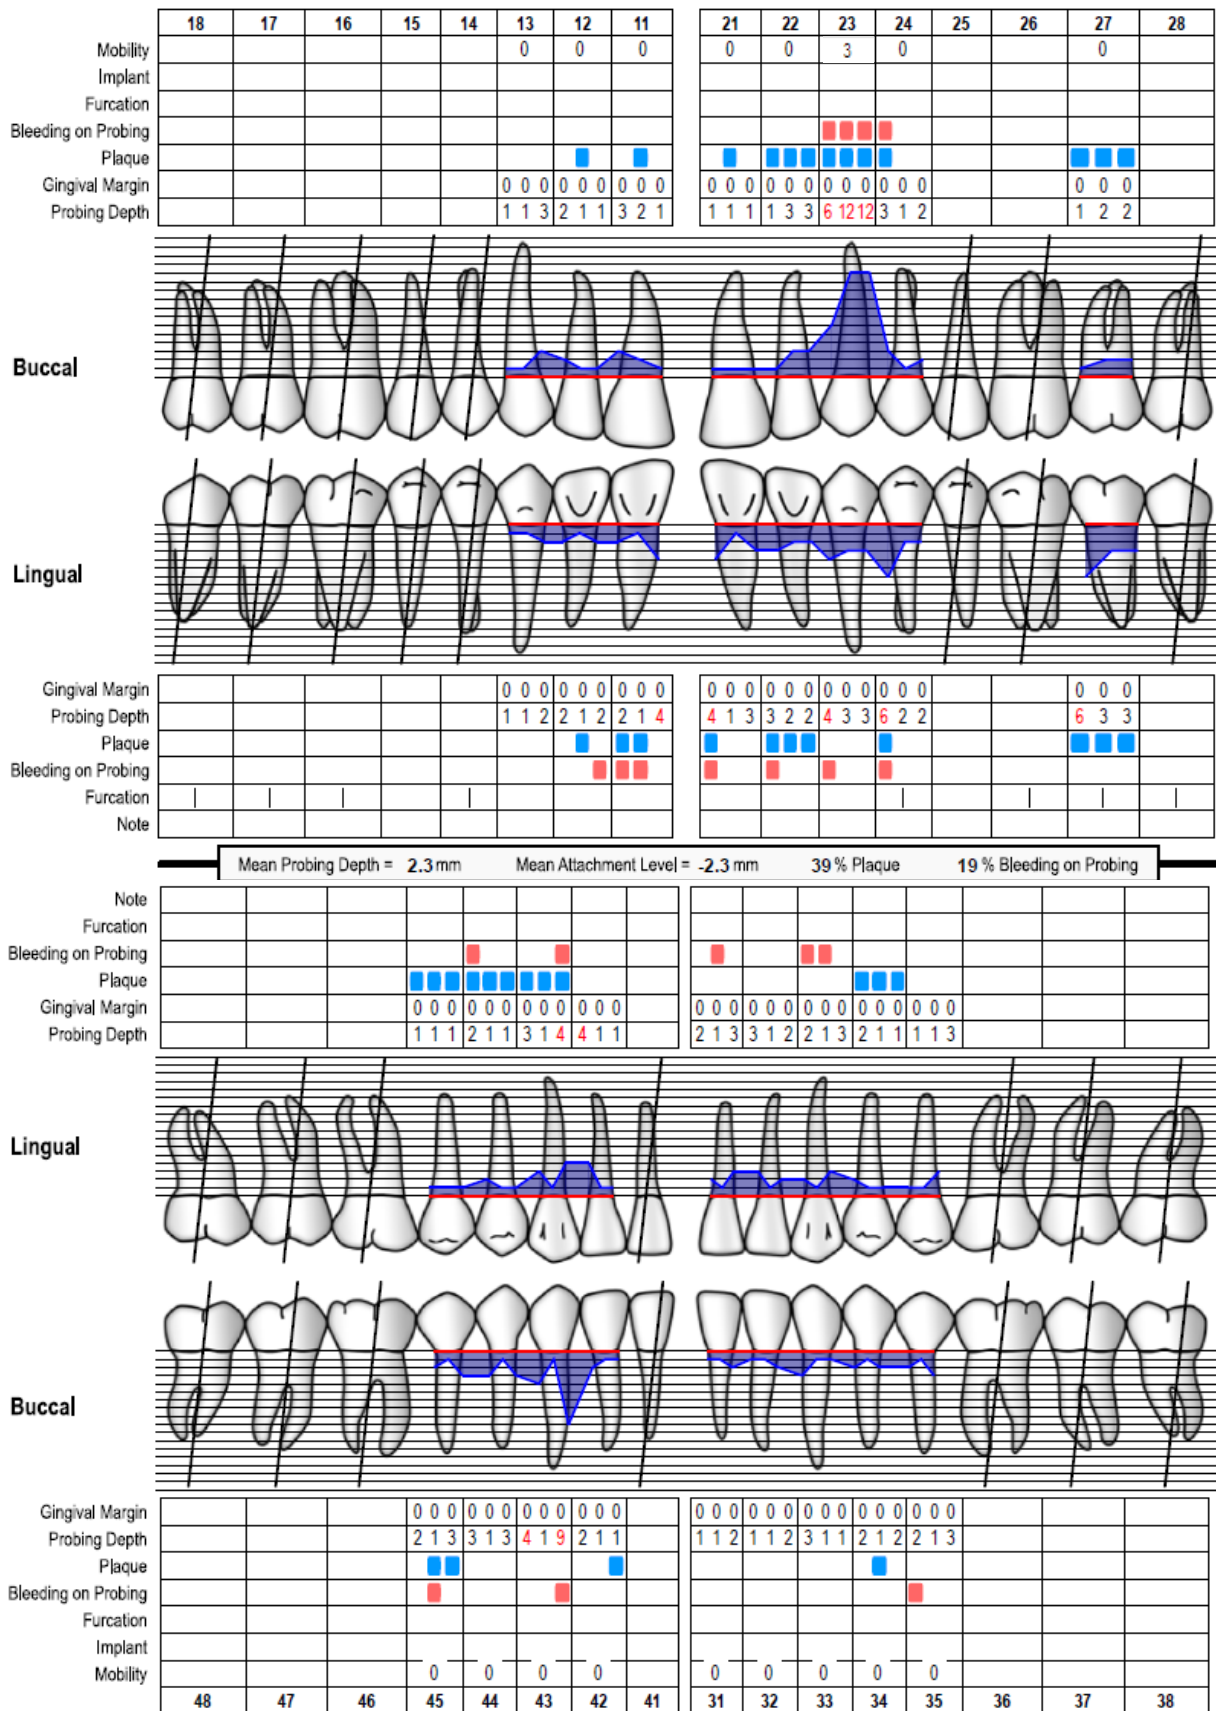 18 17 16 15 14 13 12 11 21 22 23 24 25 26 27 28
Mobility 0 0 0 0 0 3 0 0
Implant
Furcation
Bleeding on Probing
Plaque
Gingival Margin 0 0 0 0 0 0 0 0 0 0 0 0 0 0 0 0 0 0 0 0 0 0 0 0
Probing Depth 1 1 3 2 1 1 3 2 1 1 1 1 1 3 3 6 12 12 3 1 2 1 2 2
Buccal
Lingual
Gingival Margin 0 0 0 0 0 0 0 0 0 0 0 0 0 0 0 0 0 0 0 0 0 0 0 0
Probing Depth 1 1 2 2 1 2 2 1 4 4 1 3 3 2 2 4 3 3 6 2 2 6 3 3
Plaque
Bleeding on Probing
Furcation | | | | | | | |
Note
Mean Probing Depth = 2.3 mm Mean Attachment Level = -2.3 mm 39 % Plaque 19 % Bleeding on Probing
Note
Furcation
Bleeding on Probing
Plaque
Gingival Margin 0 0 0 0 0 0 0 0 0 0 0 0 0 0 0 0 0 0 0 0 0 0 0 0 0 0 0
Probing Depth 1 1 1 2 1 1 3 1 4 4 1 1 2 1 3 3 1 2 2 1 3 2 1 1 1 1 3
Lingual
Buccal
Gingival Margin 0 0 0 0 0 0 0 0 0 0 0 0 0 0 0 0 0 0 0 0 0 0 0 0 0 0 0
Probing Depth 2 1 3 3 1 3 4 1 9 2 1 1 1 1 2 1 1 2 3 1 1 2 1 2 2 1 3
Plaque
Bleeding on Probing
Furcation
Implant
Mobility 0 0 0 0 0 0 0 0 0
48 47 46 45 44 43 42 41 31 32 33 34 35 36 37 38